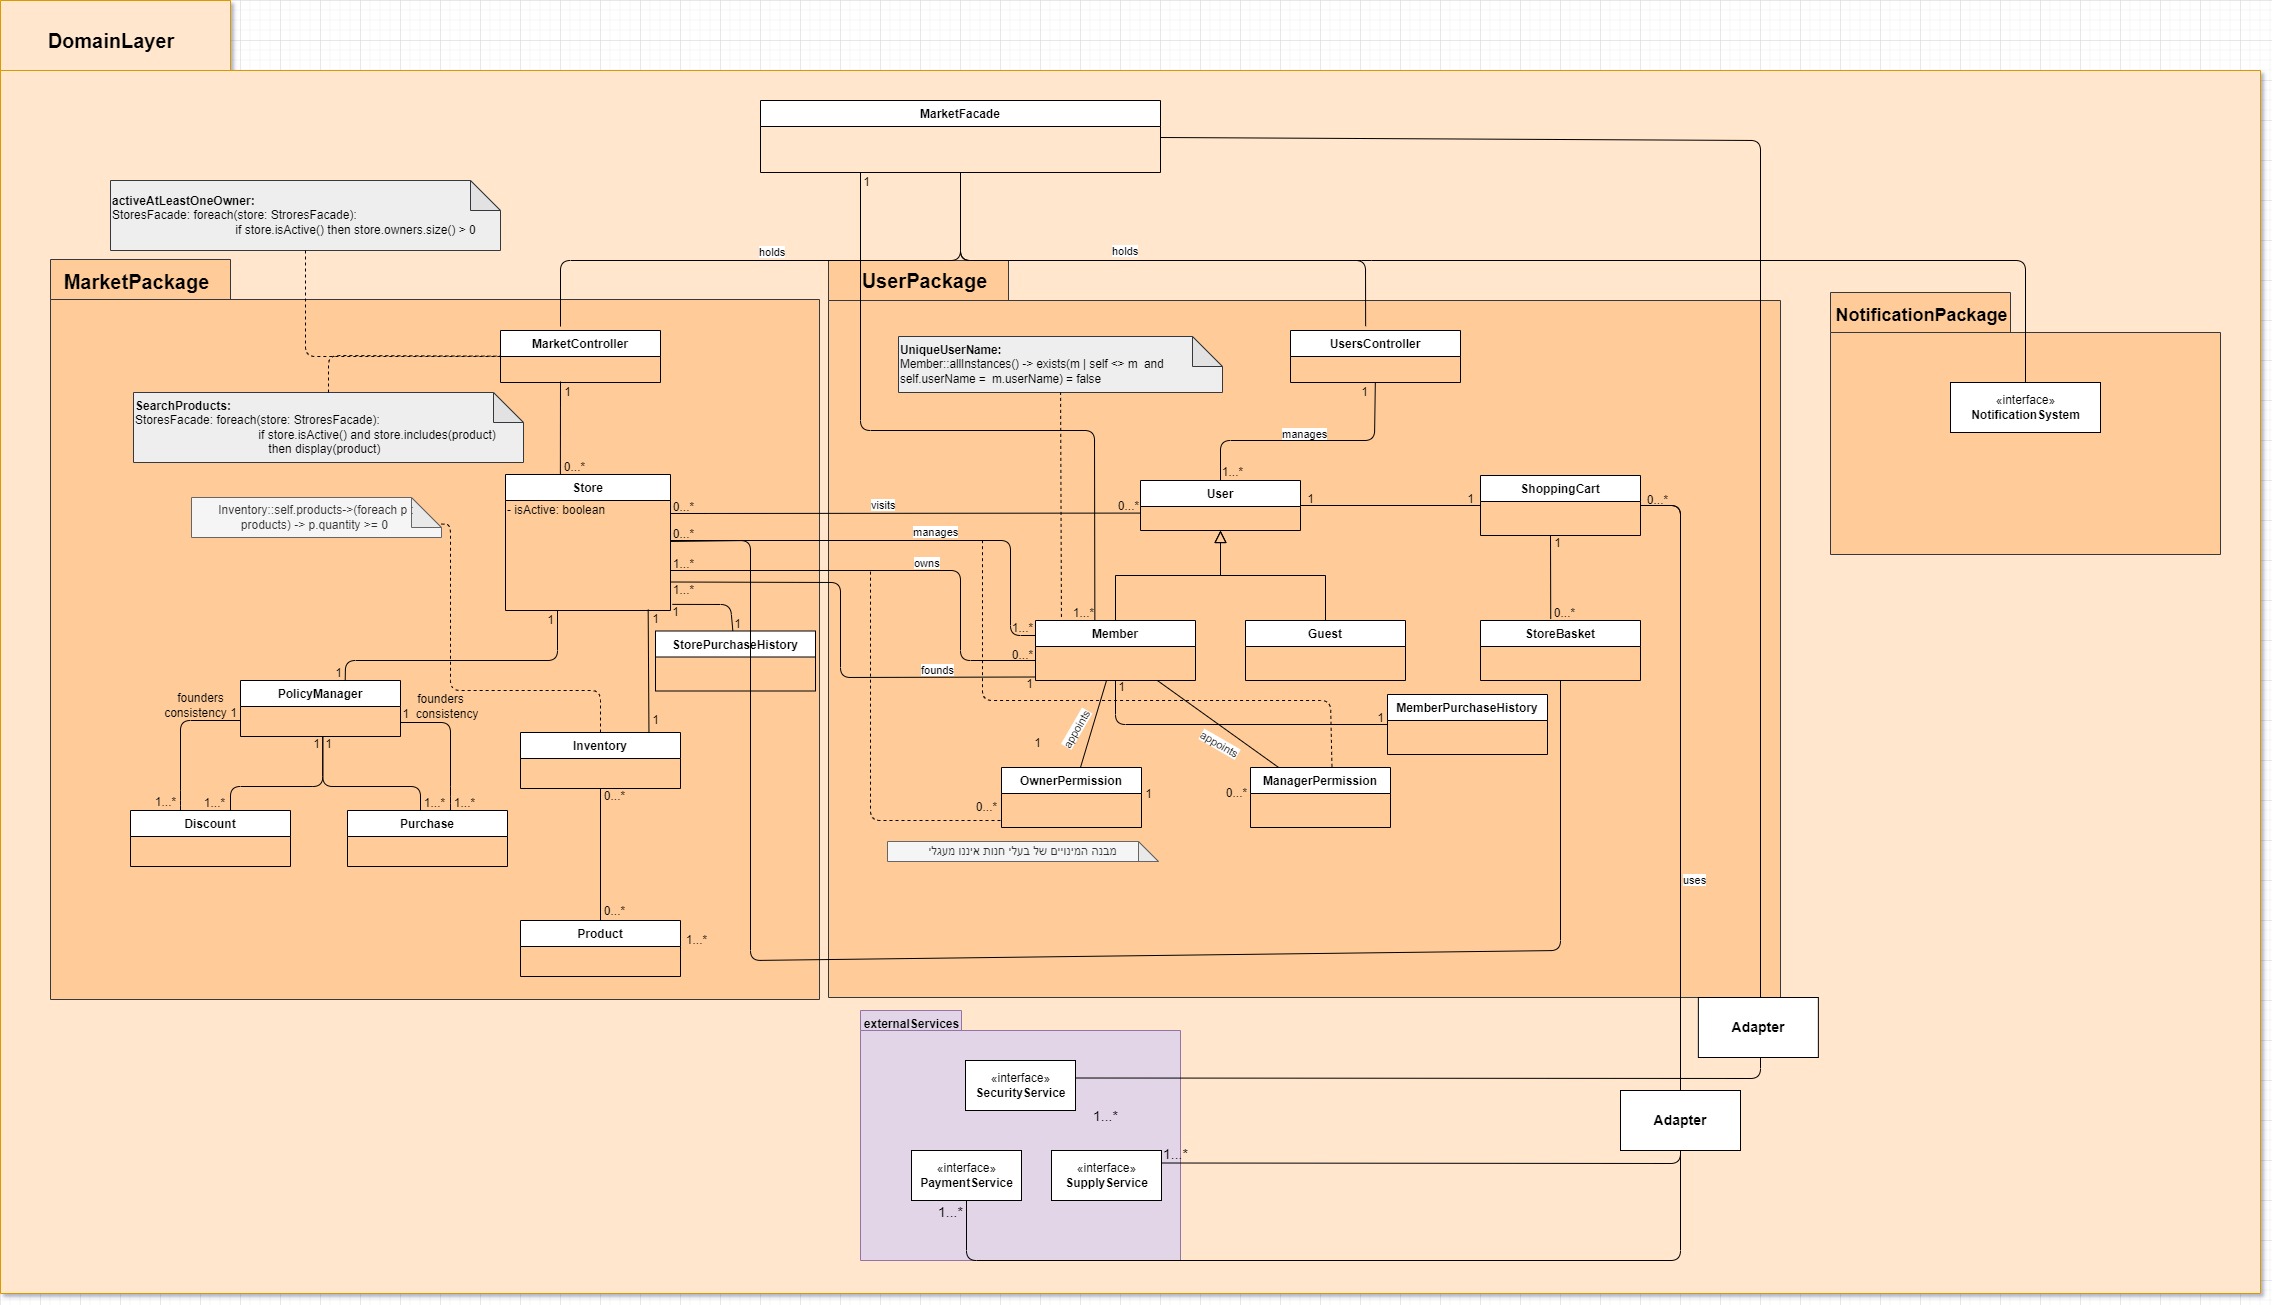 DomainLayer
MarketFacade
1
activeAtLeastOneOwner:
StoresFacade: foreach(store: StroresFacade):
if store.isActive() then store.owners.size() > 0
holds
holds
MarketPackage
UserPackage
NotificationPackage
MarketController
1
SearchProducts:
StoresFacade: foreach(store: StroresFacade):
if store.isActive() and store.includes(product)
then display(product)
UniqueUserName:
Member::allInstances() -> exists(m | self <> m and
self.userName = m.userName) = false
UsersController
1
manages
1...*
«interface»
NotificationSystem
0...*
Store
- isActive: boolean
Inventory::self.products->(foreach p :
products) -> p.quantity >= 0
0...*
visits
0...*
User
1
1
ShoppingCart
0...*
0...*
manages
1
1...*
owns
1...*
1
1
1
1
StorePurchaseHistory
1...*
1...*
0...*
Member
Guest
0...*
StoreBasket
founds
1
1
1
PolicyManager
founders
consistency
1
1
founders
consistency
1
1
1
Inventory
0...*
appoints
appoints
1
1
MemberPurchaseHistory
OwnerPermission
1
0...*
ManagerPermission
0...*
1...*
1...*
1...*
1...*
Discount
Purchase
מבנה המינויים של בעלי חנות איננו מעגלי
uses
0...*
Product
1...*
externalServices
Adapter
«interface»
SecurityService
1...*
Adapter
«interface»
PaymentService
1...*
«interface»
SupplyService
1...*